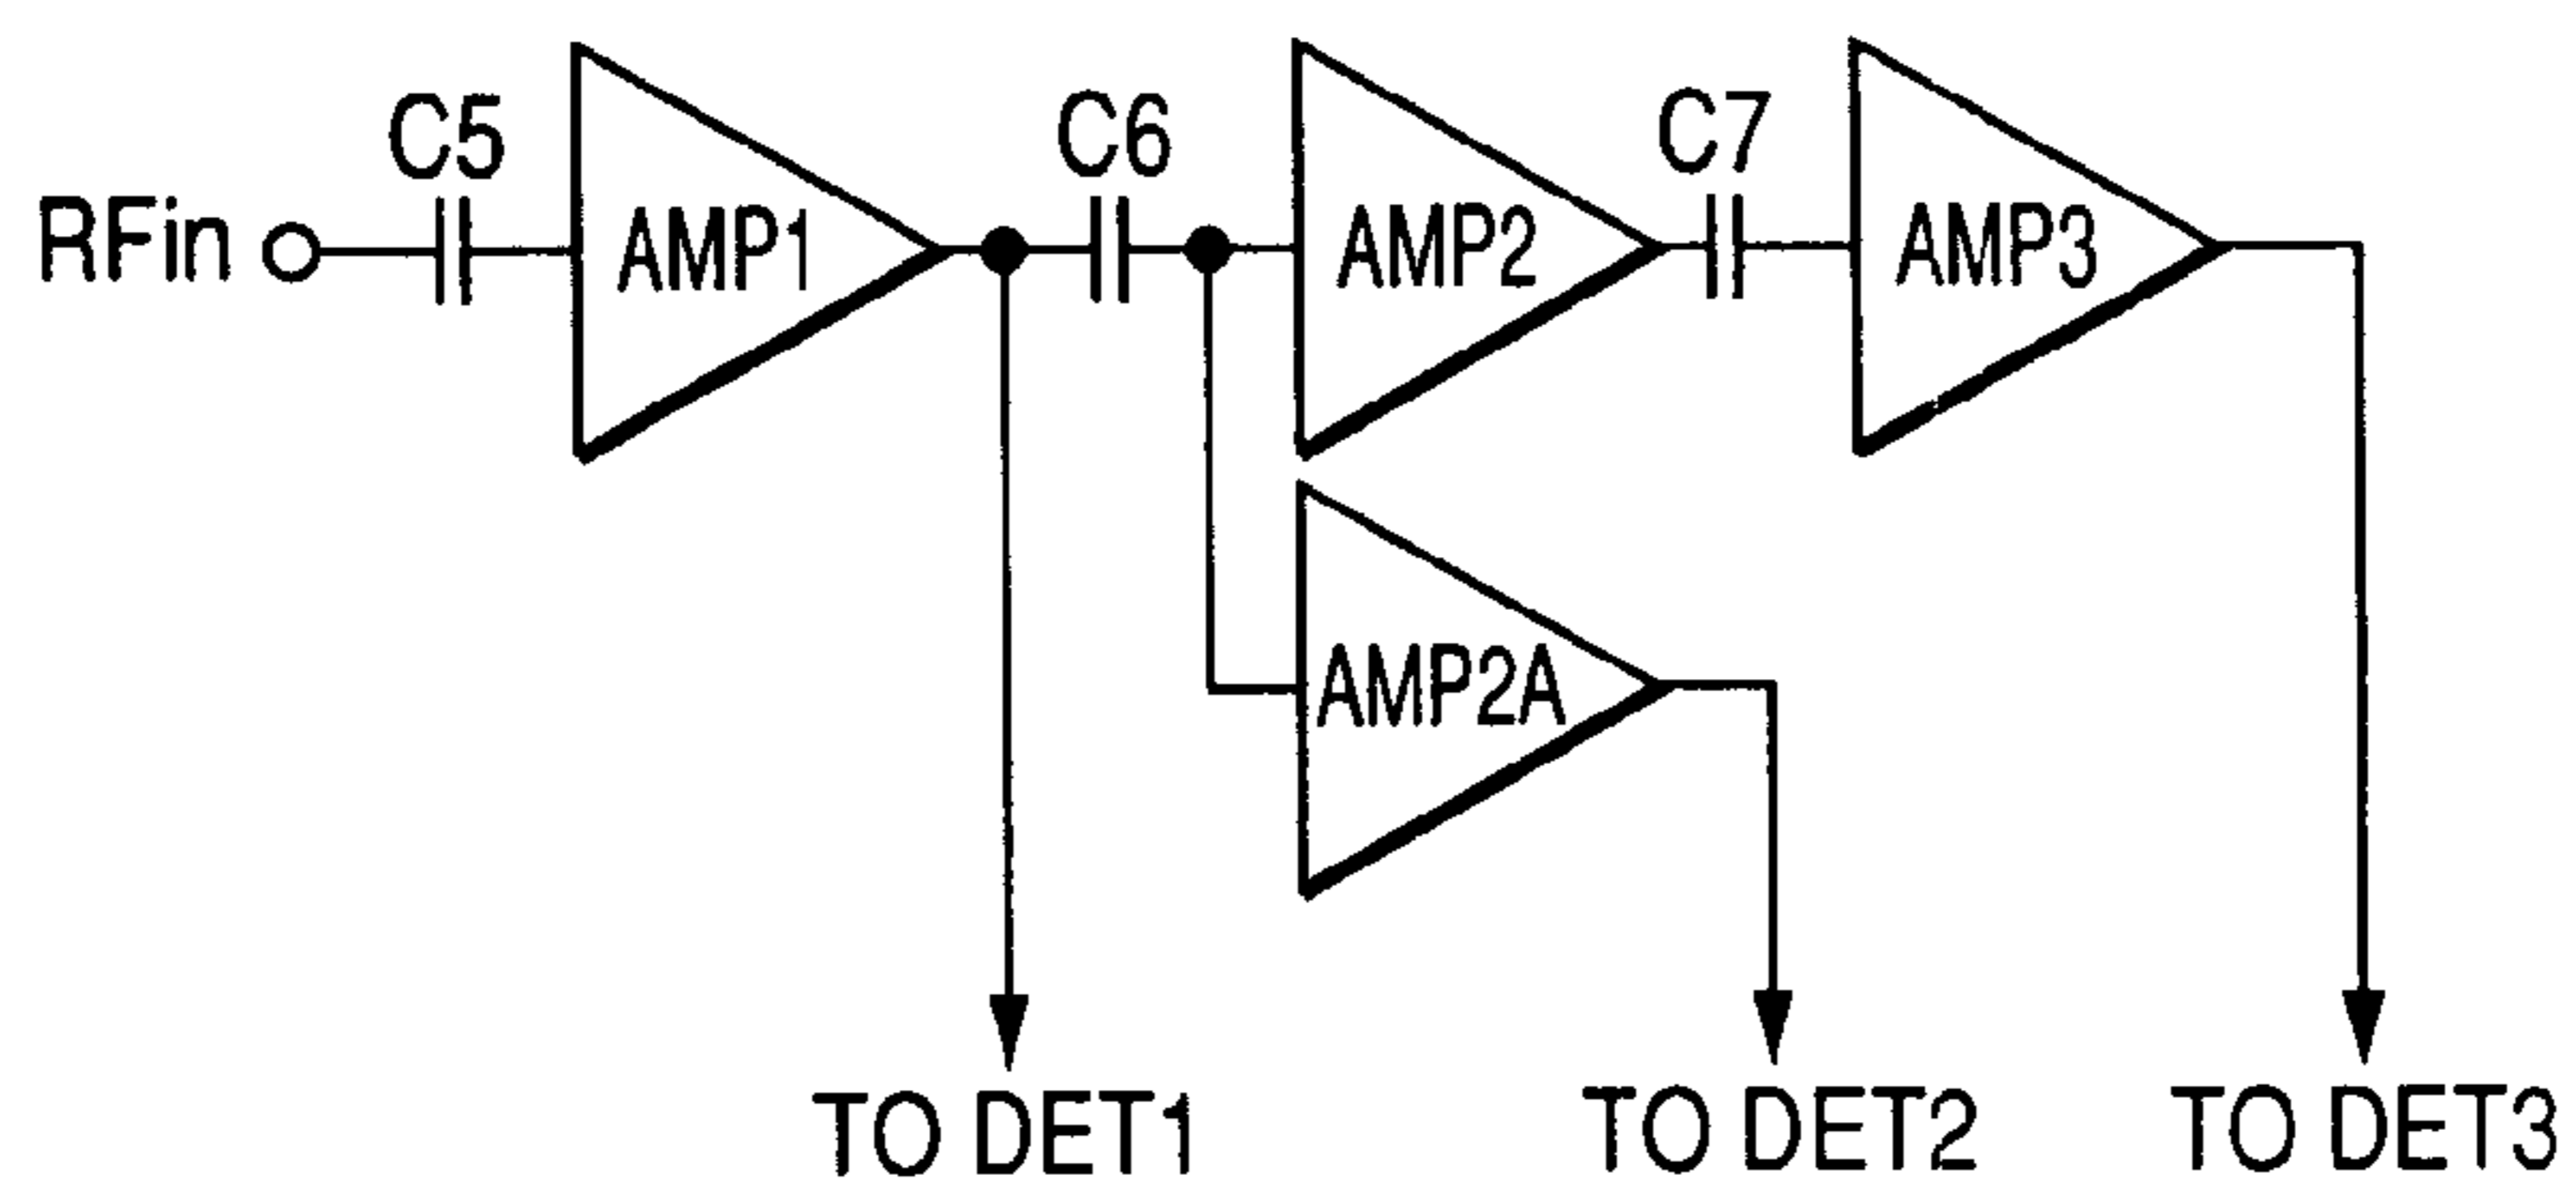 RFin
C5
AMP1
C6
AMP2
C7
AMP3
AMP2A
TO DET1
TO DET2
TO DET3